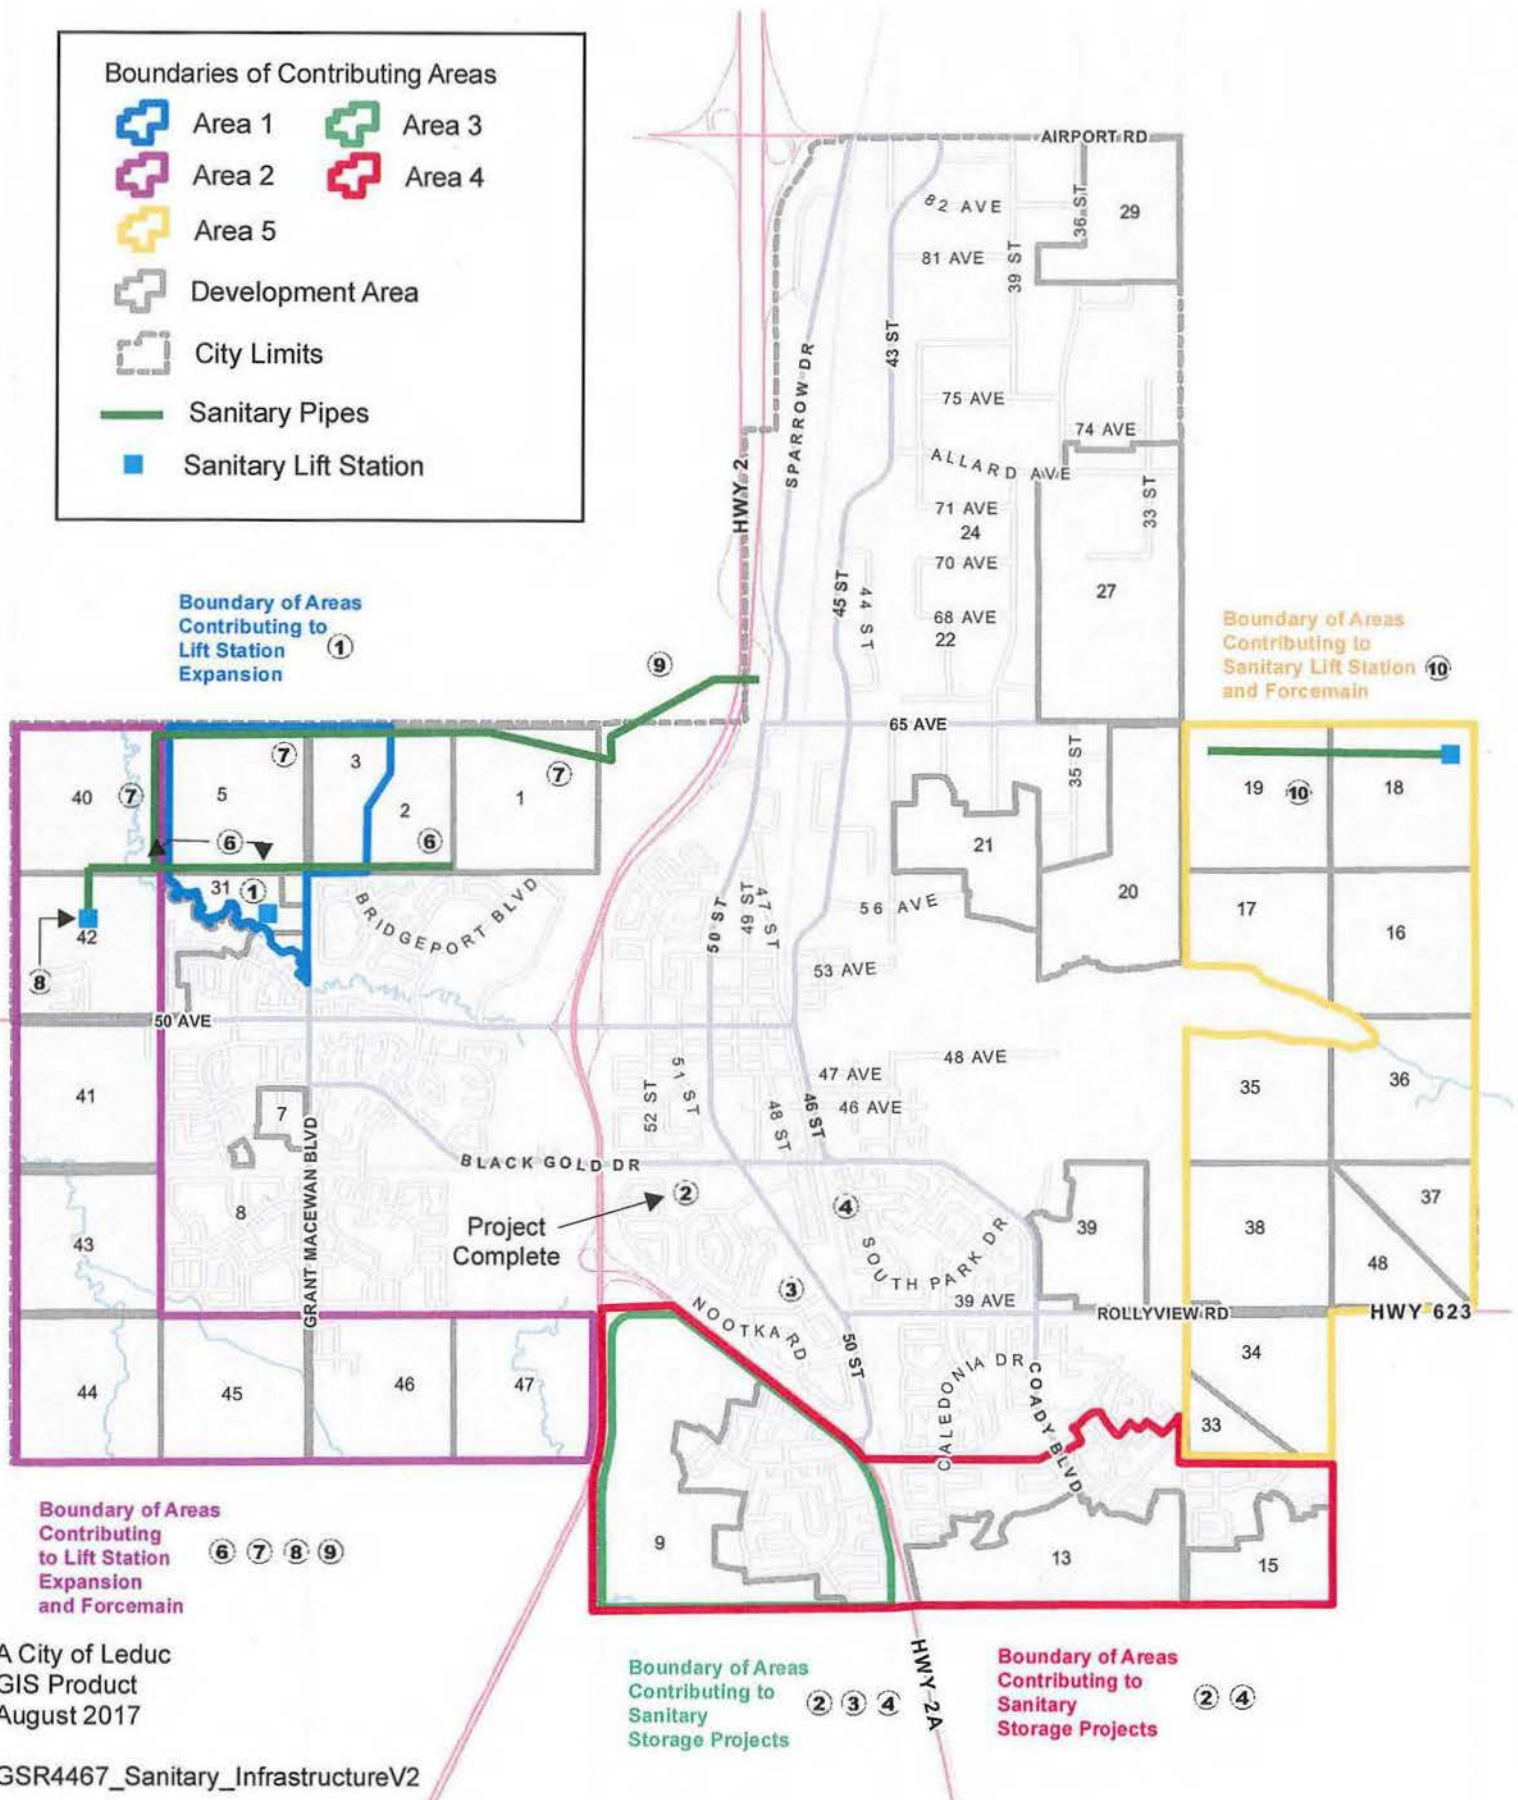 Boundaries of Contributing Areas
Area 1
Area 3
Area 2
Area 4
Area 5
Development Area
City Limits
Sanitary Pipes
Sanitary Lift Station
AIRPORT RD
82 AVE
36 ST
29
81 AVE
39 ST
43 ST
SPARROW DR
75 AVE
74 AVE
HWY 2
ALLARD AVE
33 ST
71 AVE
24
70 AVE
45 ST
44 ST
27
68 AVE
22
Boundary of Areas
Contributing to
Lift Station
Expansion
1
9
Boundary of Areas
Contributing to
Sanitary Lift Station
and Forcemain
10
65 AVE
40
7
5
7
3
2
7
1
6
6
35 ST
19
10
18
21
20
17
16
31
1
BRIDGEPORT BLVD
50 ST
49 ST
47 ST
56 AVE
42
8
53 AVE
50 AVE
48 AVE
47 AVE
46 AVE
51 ST
52 ST
48 ST
46 ST
41
7
35
36
GRANT MACEWAN BLVD
BLACK GOLD DR
2
Project
Complete
4
8
43
SOUTH PARK DR
39
38
37
48
3
39 AVE
ROLLYVIEW RD
HWY 623
NOOTKA RD
50 ST
44
45
46
47
CALEDONIA DR
COADY BLVD
34
33
9
13
15
Boundary of Areas
Contributing
to Lift Station
Expansion
and Forcemain
6 7 8 9
A City of Leduc
GIS Product
August 2017
GSR4467_Sanitary_InfrastructureV2
Boundary of Areas
Contributing to
Sanitary
Storage Projects
2 3 4
HWY 2A
Boundary of Areas
Contributing to
Sanitary
Storage Projects
2 4